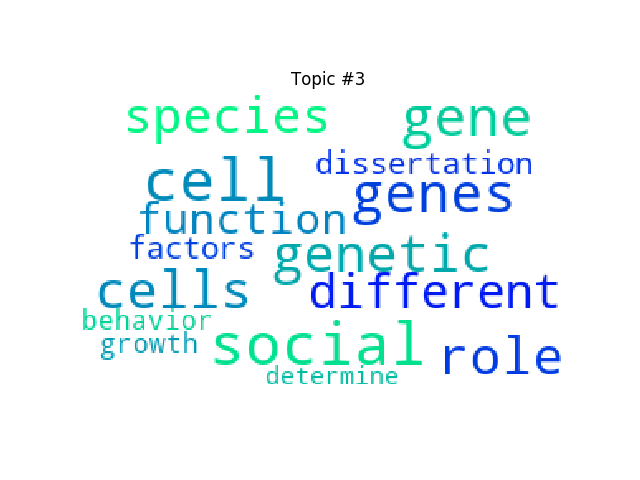 Topic #3
species gene
dissertation
cell genes
function
factors genetic
cells different
behavior
growth social role
determine